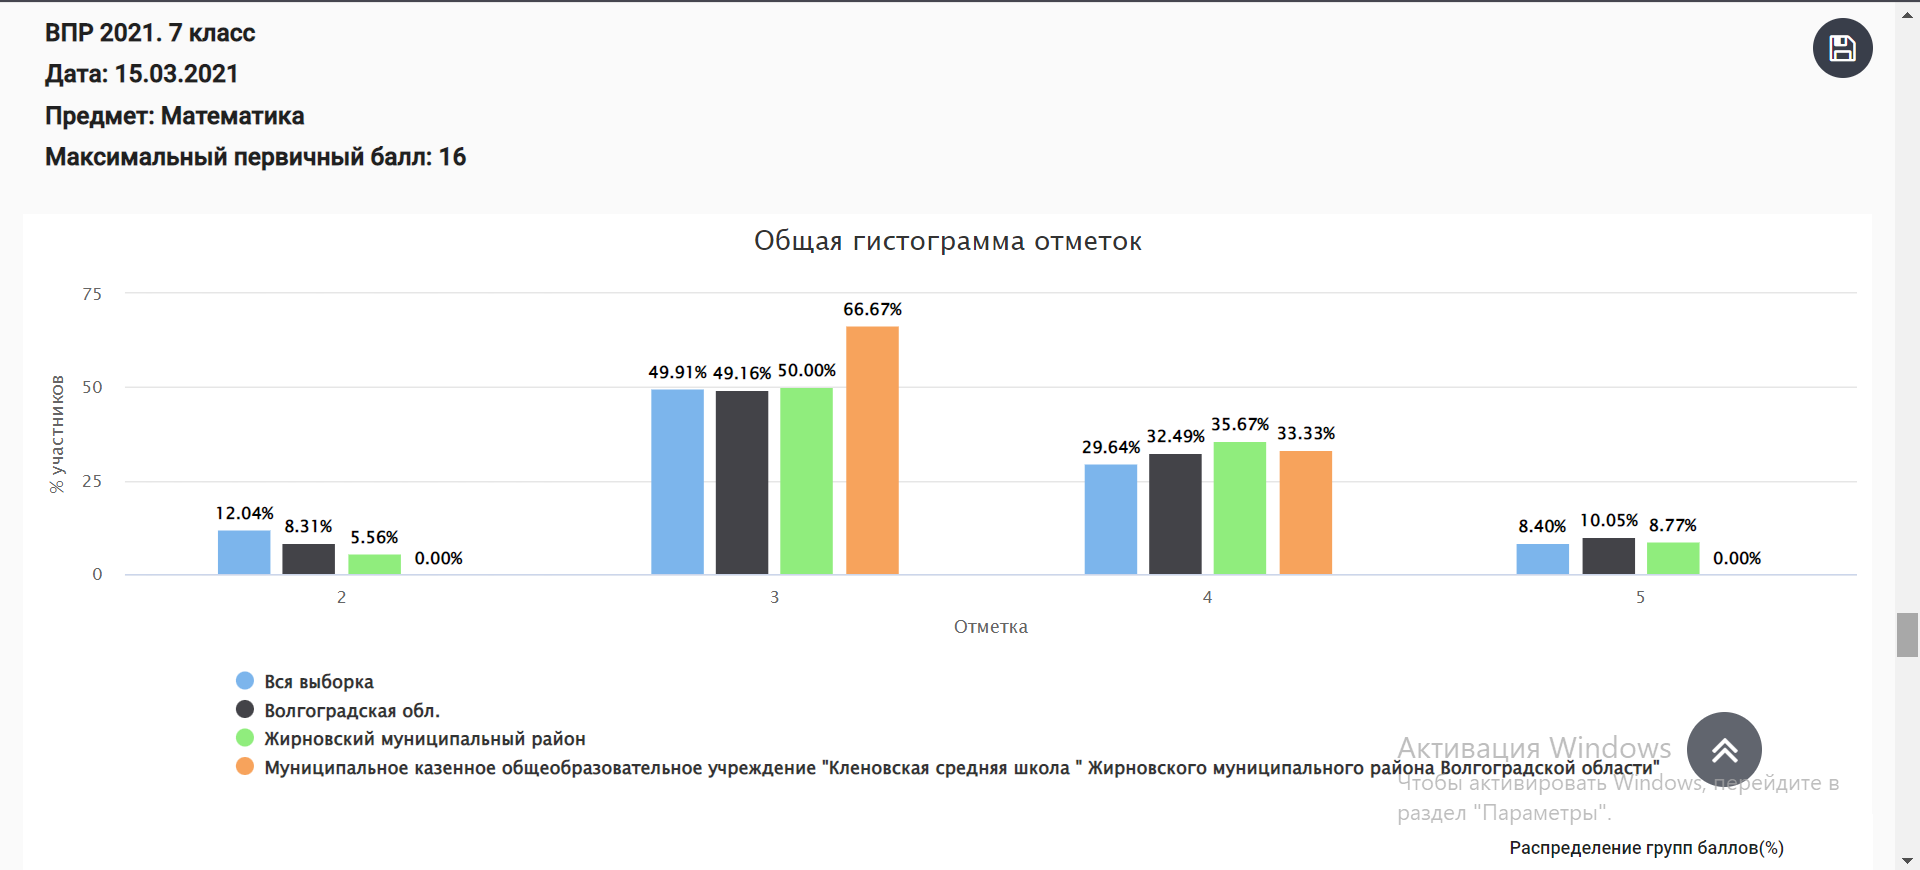 ВПР 2021. 7 класс
Дата: 15.03.2021
Предмет: Математика
Максимальный первичный балл: 16
Общая гистограмма отметок
% участников
75
50
25
0
12.04%
8.31%
5.56%
0.00%
49.91%
49.16%
50.00%
66.67%
29.64%
32.49%
35.67%
33.33%
8.40%
10.05%
8.77%
0.00%
2
3
4
5
Отметка
Вся выборка
Волгоградская обл.
Жирновский муниципальный район
Муниципальное казенное общеобразовательное учреждение "Кленовская средняя школа " Жирновского муниципального района Волгоградской области"
Активация Windows
Чтобы активировать Windows, перейдите в
раздел "Параметры".
Распределение групп баллов(%)